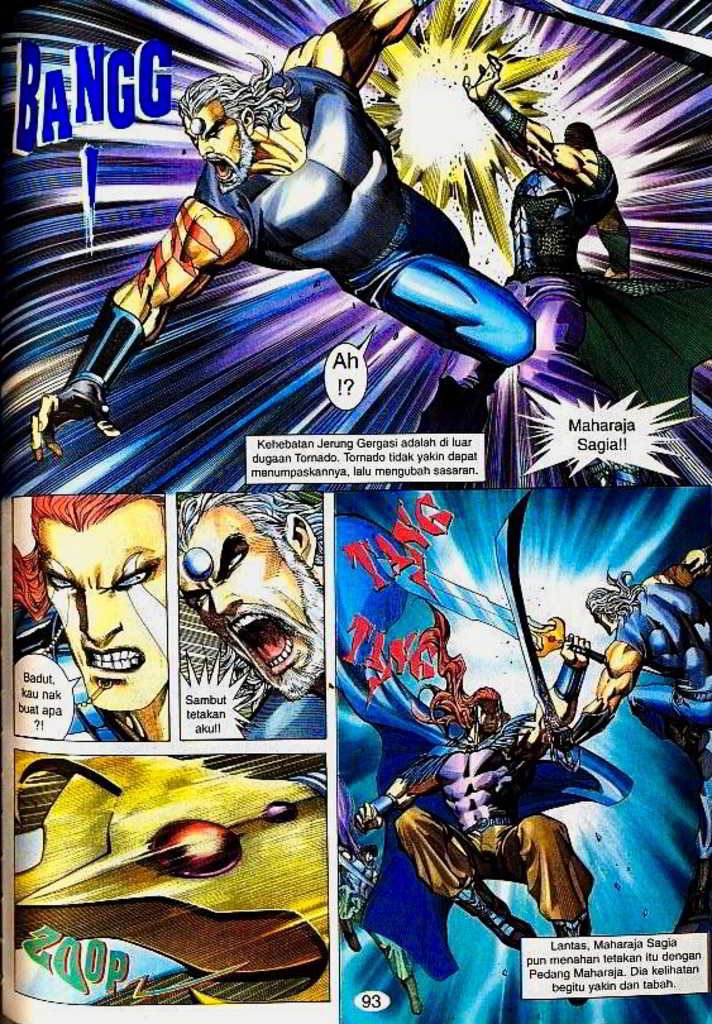 BANGG
!
Ah
!?
Maharaja
Sagia!!
Kehebatan Jerung Gergasi adalah di luar
dugaan Tornado. Tornado tidak yakin dapat
menumpaskannya, lalu mengubah sasaran.
Badut,
kau nak
buat apa
?!
Sambut
tetakan
aku!!
TANG
TANG
ZOOP
Lantas, Maharaja Sagia
pun menahan tetakan itu dengan
Pedang Maharaja. Dia kelihatan
begitu yakin dan tabah.
93